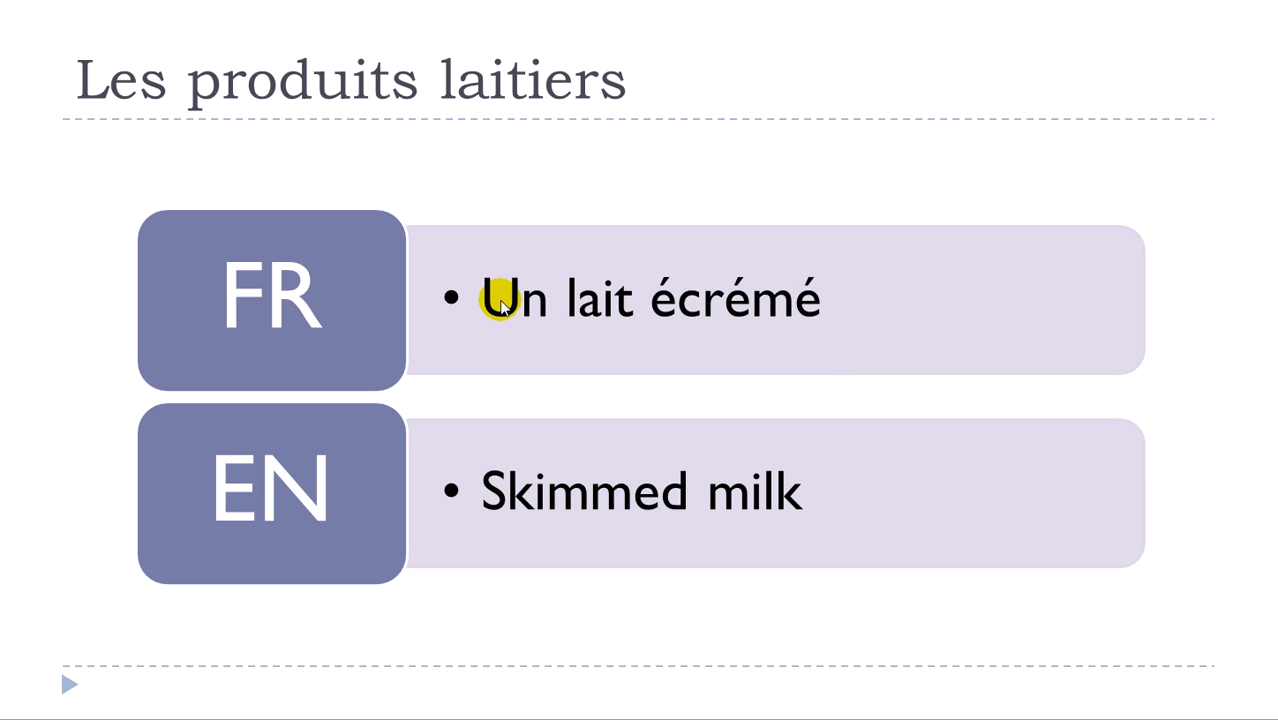 Les produits laitiers
FR
• Un lait écrémé
EN
• Skimmed milk